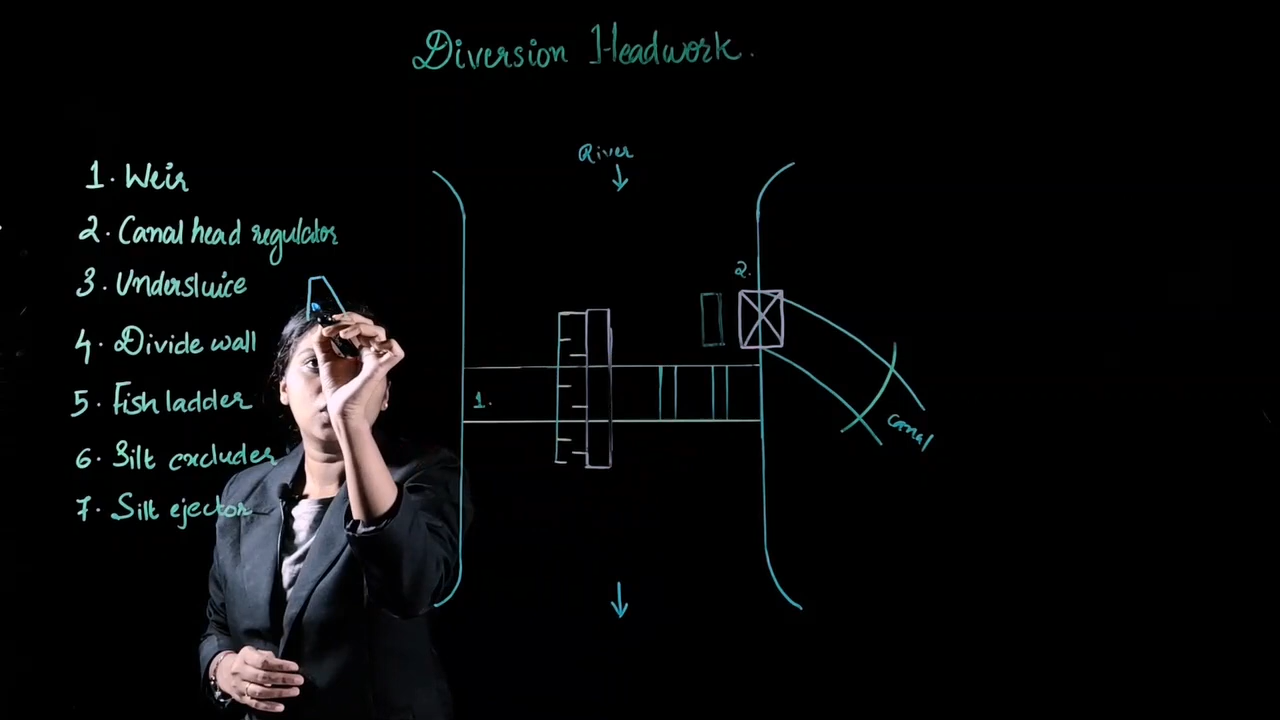 Diversion Headwork.
River
1. Weir
2. Canal head regulator
3. Undersluice
4. Divide wall
5. Fish ladder
6. Silt excluder
7. Silt ejector
2.
1.
Canal